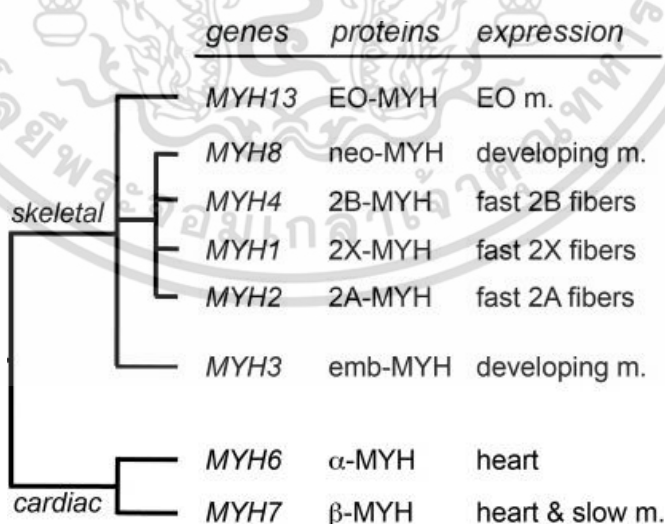 genes proteins expression
MYH13 EO-MYH EO m.
MYH8 neo-MYH developing m.
MYH4 2B-MYH fast 2B fibers
skeletal
MYH1 2X-MYH fast 2X fibers
MYH2 2A-MYH fast 2A fibers
MYH3 emb-MYH developing m.
MYH6 α-MYH heart
cardiac
MYH7 β-MYH heart & slow m.